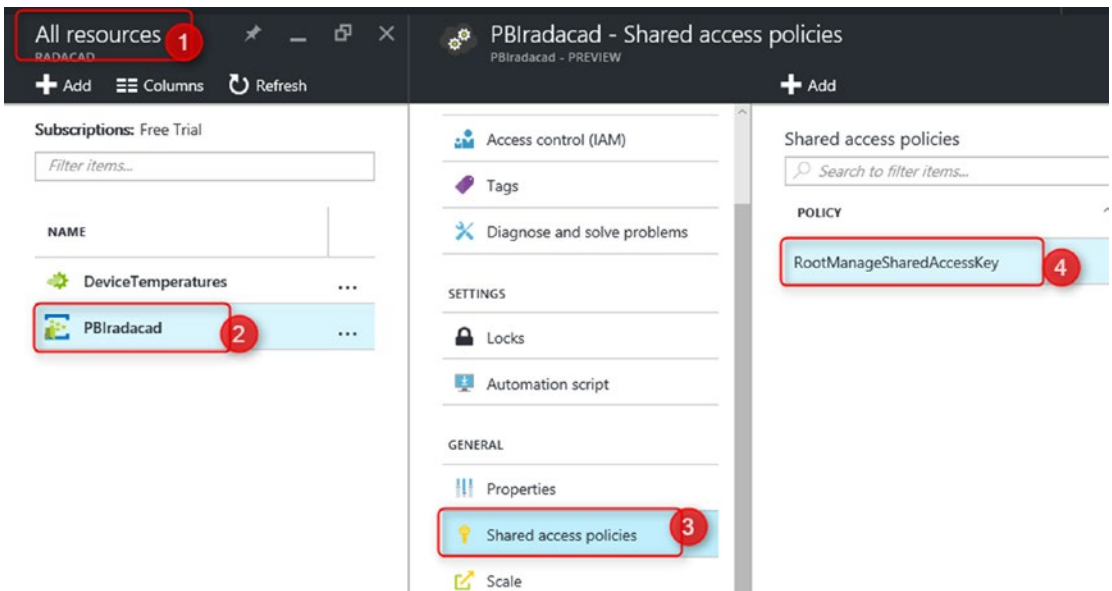 All resources
RADACAD
1
Add
Columns
Refresh
Subscriptions: Free Trial
Filter items...
NAME
DeviceTemperatures
...
PBIradacad
2
...
PBIradacad - Shared access policies
PBIradacad - PREVIEW
Access control (IAM)
Tags
Diagnose and solve problems
SETTINGS
Locks
Automation script
GENERAL
Properties
Shared access policies
3
Scale
Add
Shared access policies
Search to filter items...
POLICY
RootManageSharedAccessKey
4